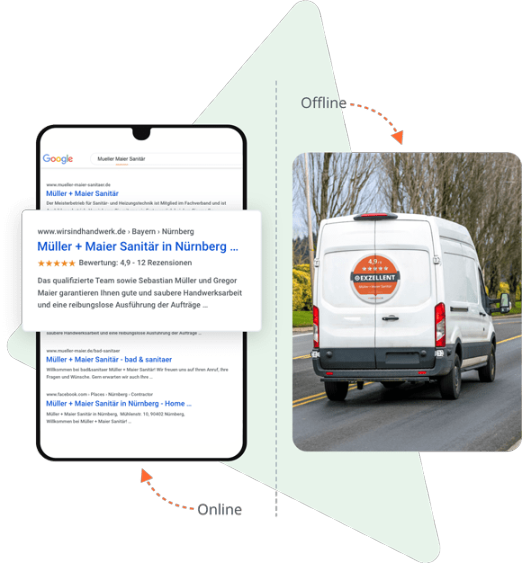 Offline
Google
Mueller Maier Sanitär
www.mueller-maier-sanitaer.de
Müller + Maier Sanitär
Der Meisterbetrieb für Sanitär- und Heizungstechnik ist Mitglied im Fachverband und ist
www.wirsindhandwerk.de › Bayern › Nürnberg
Müller + Maier Sanitär in Nürnberg ...
Bewertung: 4,9 - 12 Rezensionen
Das qualifizierte Team sowie Sebastian Müller und Gregor
Maier garantieren Ihnen gute und saubere Handwerksarbeit
und eine reibungslose Ausführung der Aufträge ...
saubere Handwerksarbeit und eine reibungslose Ausführung der Aufträge ...
www.mueller-maier.de/bad-sanitaer
Müller + Maier Sanitär - bad & sanitaer
Willkommen bei bad&sanitaer Müller + Maier Sanitär! Wir freuen uns auf Ihren Anruf, Ihre
Fragen und Wünsche. Gern erwarten wir auch Ihre ...
www.facebook.com › Places › Nürnberg › Contractor
Müller + Maier Sanitär in Nürnberg - Home ...
Müller + Maier Sanitär in Nürnberg, Mühlenstr. 10, 90402 Nürnberg.
Willkommen bei Müller + Maier Sanitär! ...
4,9
EXZELLENT
Müller + Maier Sanitär
Online